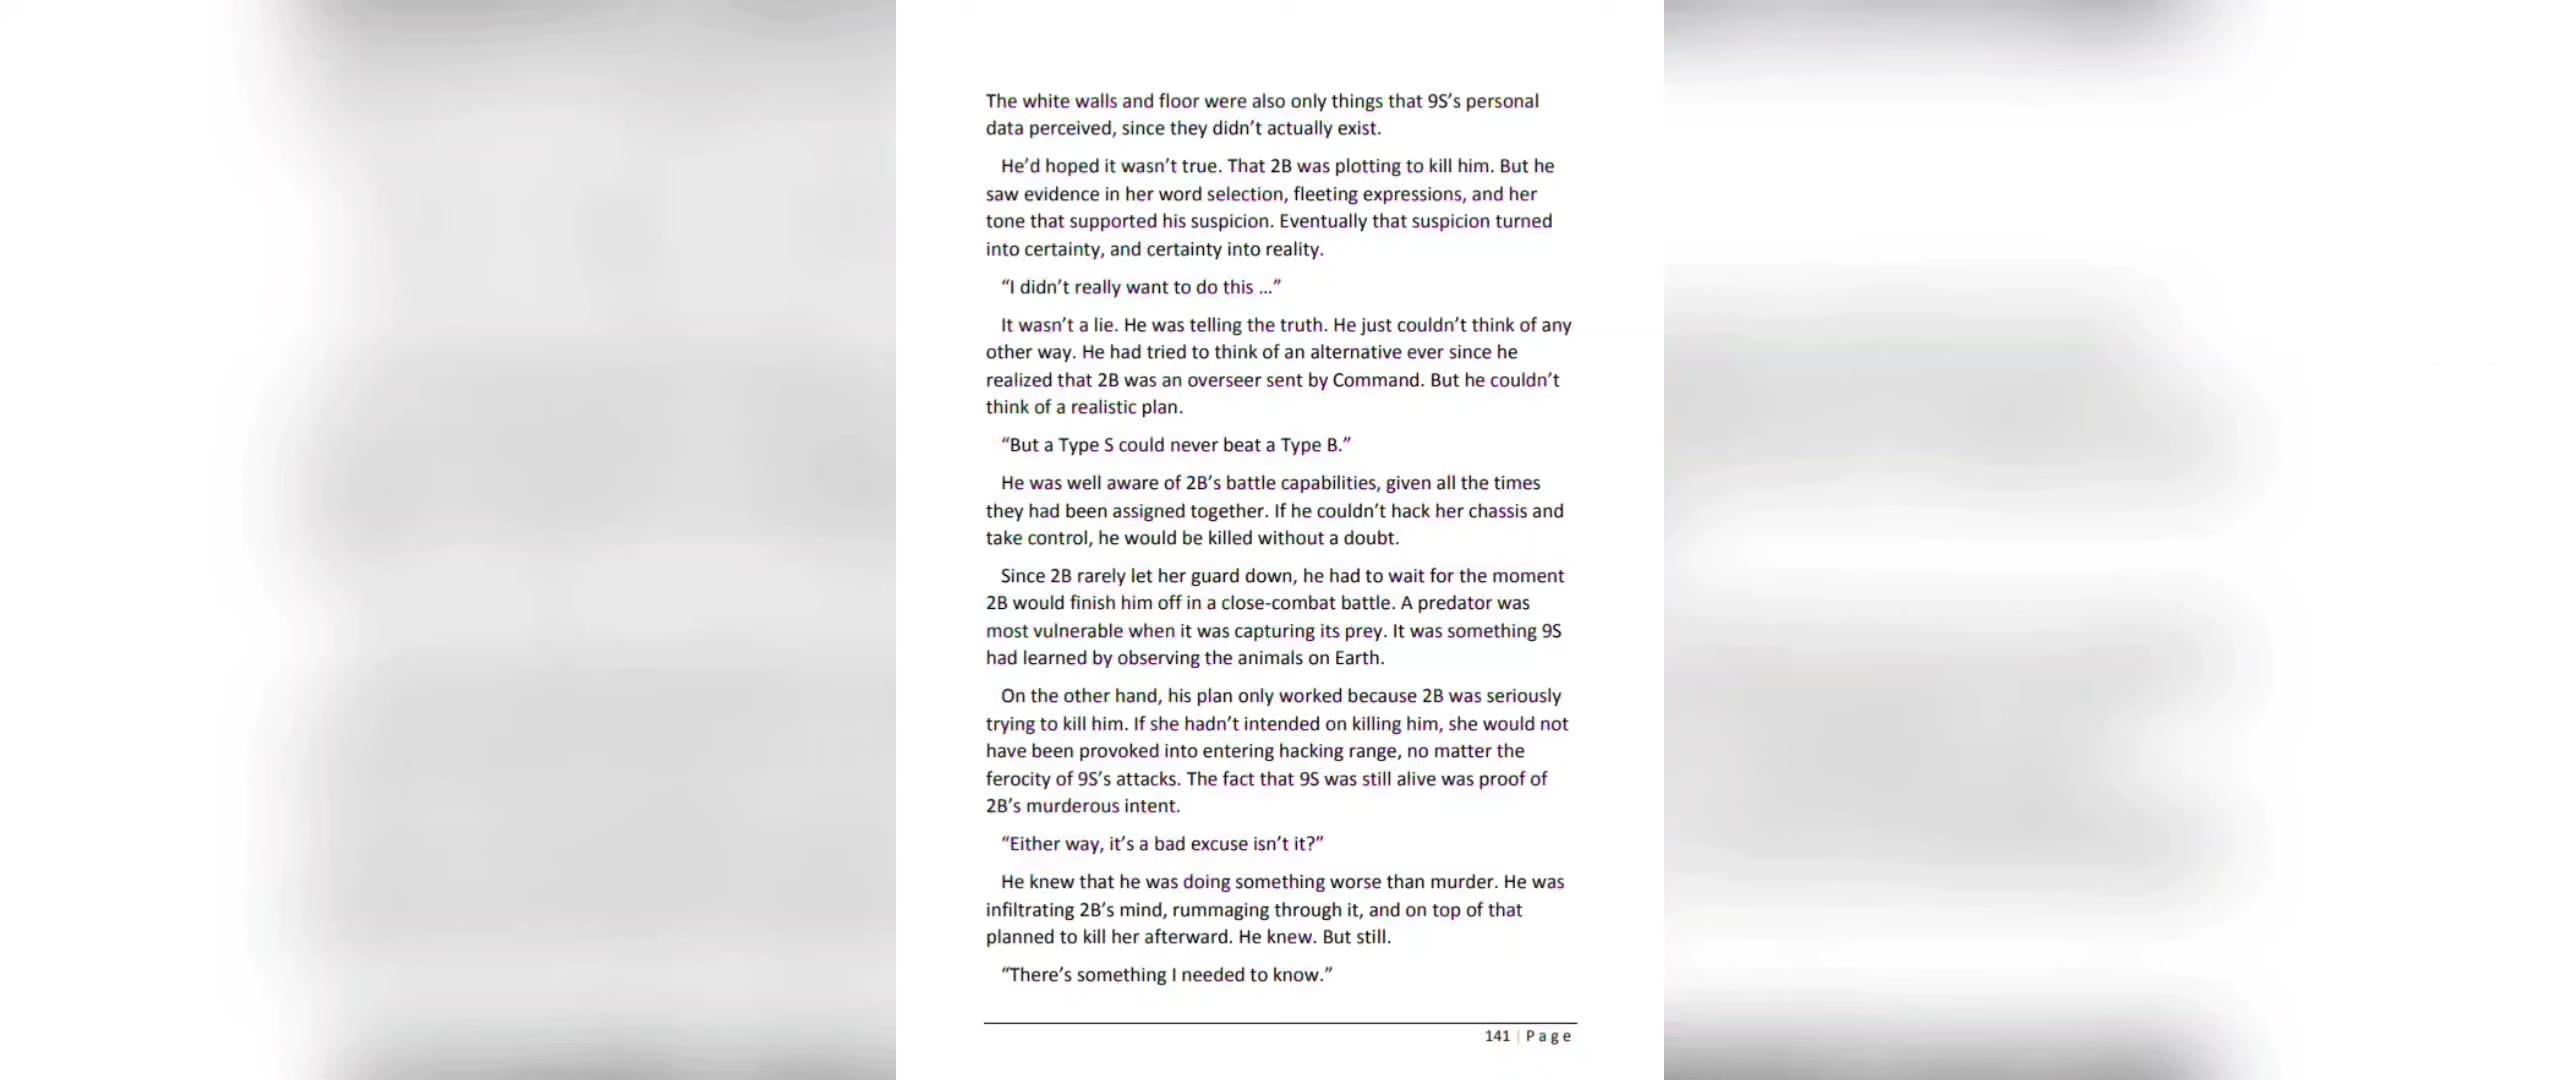 The white walls and floor were also only things that 9S’s personal
data perceived, since they didn’t actually exist.
He’d hoped it wasn’t true. That 2B was plotting to kill him. But he
saw evidence in her word selection, fleeting expressions, and her
tone that supported his suspicion. Eventually that suspicion turned
into certainty, and certainty into reality.
“I didn’t really want to do this …”
It wasn’t a lie. He was telling the truth. He just couldn’t think of any
other way. He had tried to think of an alternative ever since he
realized that 2B was an overseer sent by Command. But he couldn’t
think of a realistic plan.
“But a Type S could never beat a Type B.”
He was well aware of 2B’s battle capabilities, given all the times
they had been assigned together. If he couldn’t hack her chassis and
take control, he would be killed without a doubt.
Since 2B rarely let her guard down, he had to wait for the moment
2B would finish him off in a close-combat battle. A predator was
most vulnerable when it was capturing its prey. It was something 9S
had learned by observing the animals on Earth.
On the other hand, his plan only worked because 2B was seriously
trying to kill him. If she hadn’t intended on killing him, she would not
have been provoked into entering hacking range, no matter the
ferocity of 9S’s attacks. The fact that 9S was still alive was proof of
2B’s murderous intent.
“Either way, it’s a bad excuse isn’t it?”
He knew that he was doing something worse than murder. He was
infiltrating 2B’s mind, rummaging through it, and on top of that
planned to kill her afterward. He knew. But still.
“There’s something I needed to know.”
141 | Page